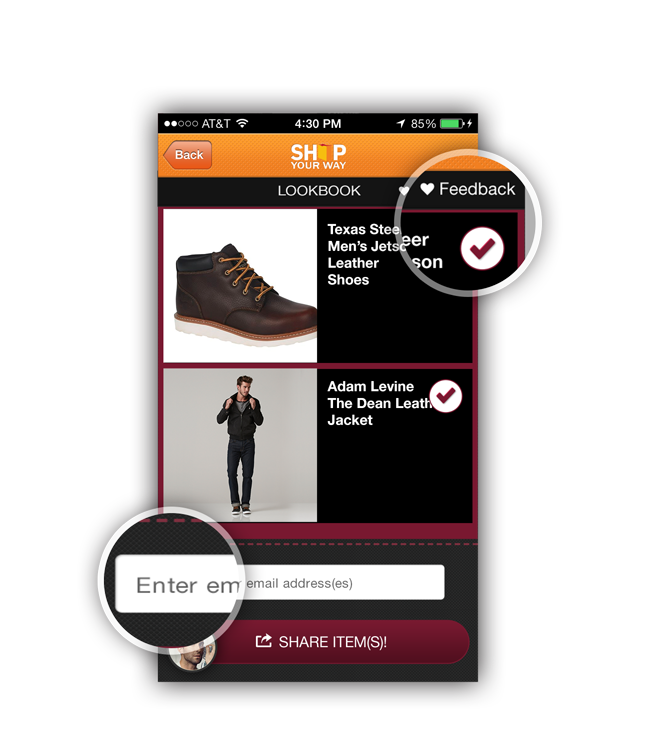 AT&T 4:30 PM 85%
Back SHOP YOUR WAY
LOOKBOOK Feedback
Texas Stee
Men's Jetso
Leather
Shoes
eer
son
Adam Levine
The Dean Leath
Jacket
Enter em email address(es)
SHARE ITEM(S)!